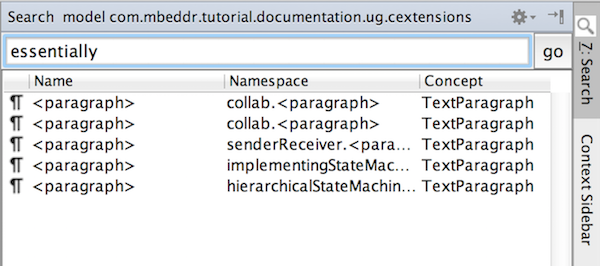 Search model com.mbeddr.tutorial.documentation.ug.cextensions
essentially go
Name Namespace Concept
¶ <paragraph> collab.<paragraph> TextParagraph
¶ <paragraph> collab.<paragraph> TextParagraph
¶ <paragraph> senderReceiver.<para... TextParagraph
¶ <paragraph> implementingStateMac... TextParagraph
¶ <paragraph> hierarchicalStateMachin... TextParagraph
7: Search
Context Sidebar